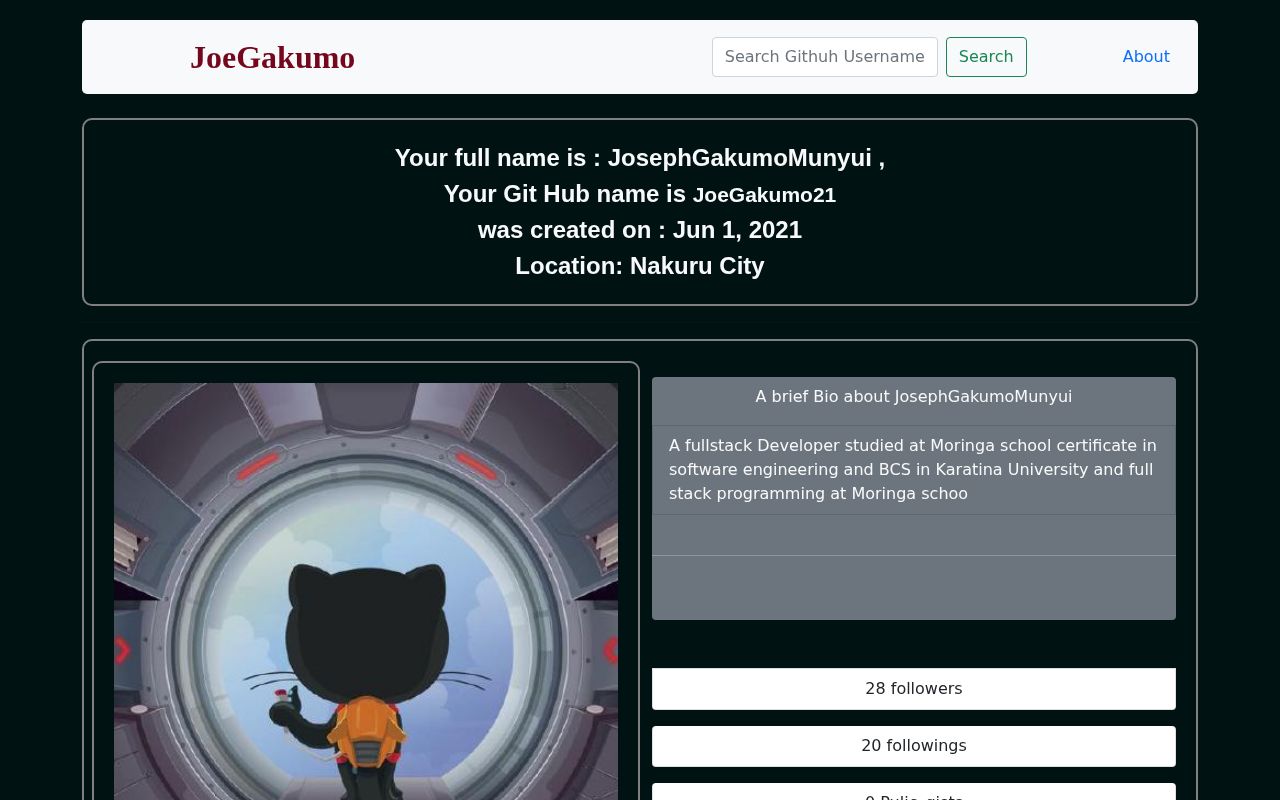 JoeGakumo
Search Githuh Username
Search
About
Your full name is : JosephGakumoMunyui ,
Your Git Hub name is JoeGakumo21
was created on : Jun 1, 2021
Location: Nakuru City
A brief Bio about JosephGakumoMunyui
A fullstack Developer studied at Moringa school certificate in
software engineering and BCS in Karatina University and full
stack programming at Moringa schoo
28 followers
20 followings